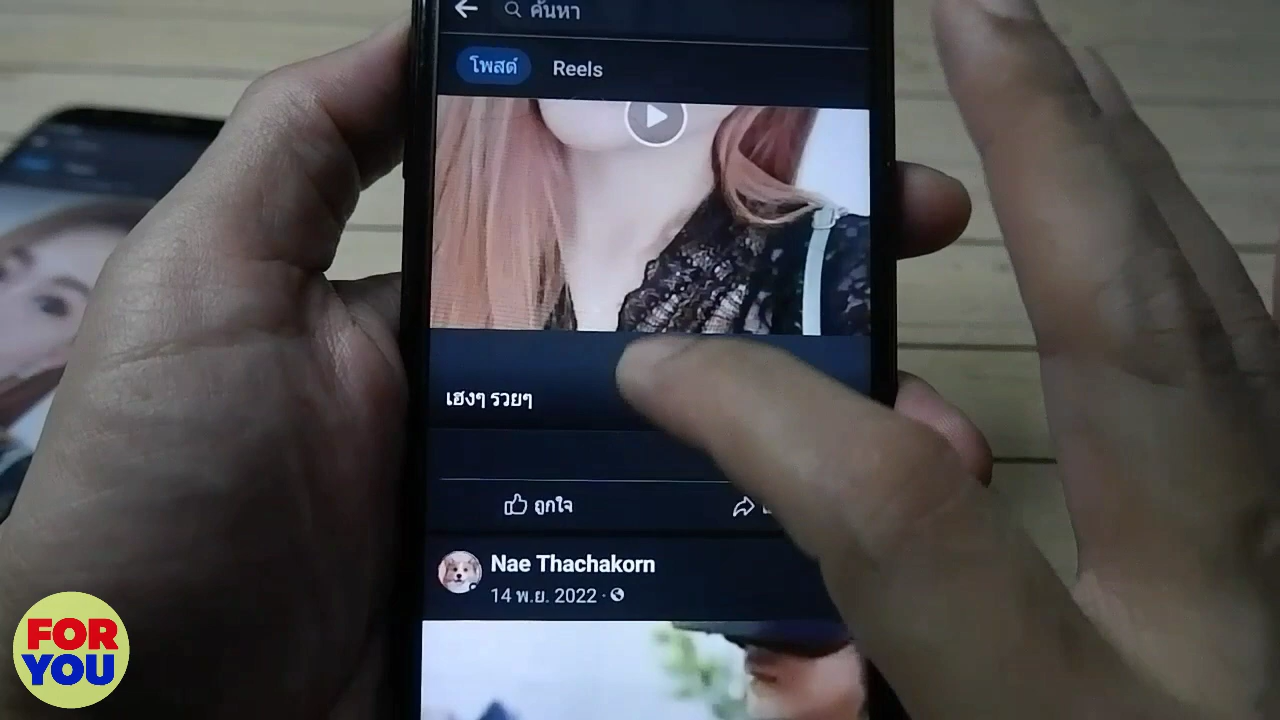 ค้นหา
โพสต์ Reels
เฮงๆ รวยๆ
ถูกใจ
Nae Thachakorn
14 พ.ย. 2022 ·
FOR
YOU